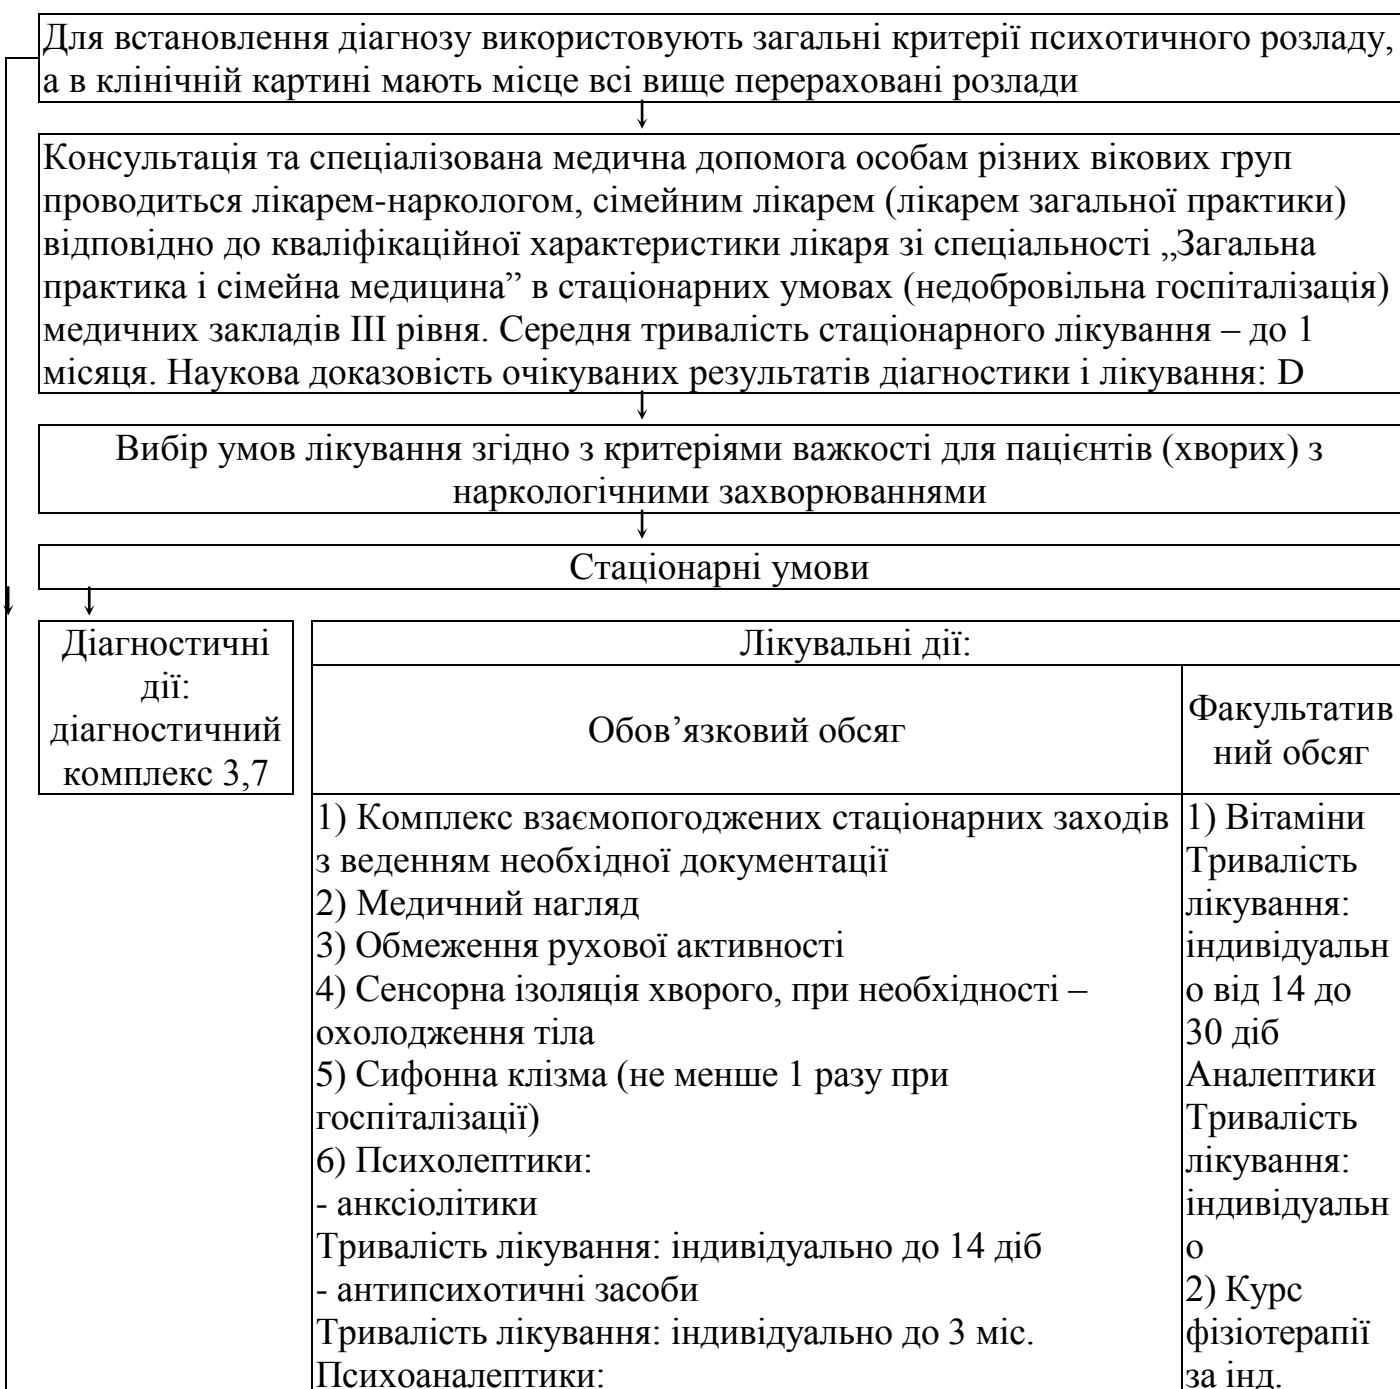 Для встановлення діагнозу використовують загальні критерії психотичного розладу,
а в клінічній картині мають місце всі вище перераховані розлади
Консультація та спеціалізована медична допомога особам різних вікових груп
проводиться лікарем-наркологом, сімейним лікарем (лікарем загальної практики)
відповідно до кваліфікаційної характеристики лікаря зі спеціальності „Загальна
практика і сімейна медицина” в стаціонарних умовах (недобровільна госпіталізація)
медичних закладів ІІІ рівня. Середня тривалість стаціонарного лікування – до 1
місяця. Наукова доказовість очікуваних результатів діагностики і лікування: D
Вибір умов лікування згідно з критеріями важкості для пацієнтів (хворих) з
наркологічними захворюваннями
Стаціонарні умови
Діагностичні
дії:
діагностичний
комплекс 3,7
Лікувальні дії:
Обов’язковий обсяг
Факультатив
ний обсяг
1) Комплекс взаємопогоджених стаціонарних заходів
з веденням необхідної документації
2) Медичний нагляд
3) Обмеження рухової активності
4) Сенсорна ізоляція хворого, при необхідності –
охолодження тіла
5) Сифонна клізма (не менше 1 разу при
госпіталізації)
6) Психолептики:
- анксіолітики
Тривалість лікування: індивідуально до 14 діб
- антипсихотичні засоби
Тривалість лікування: індивідуально до 3 міс.
Психоаналептики:
1) Вітаміни
Тривалість
лікування:
індивідуальн
о від 14 до
30 діб
Аналептики
Тривалість
лікування:
індивідуальн
о
2) Курс
фізіотерапії
за інд.